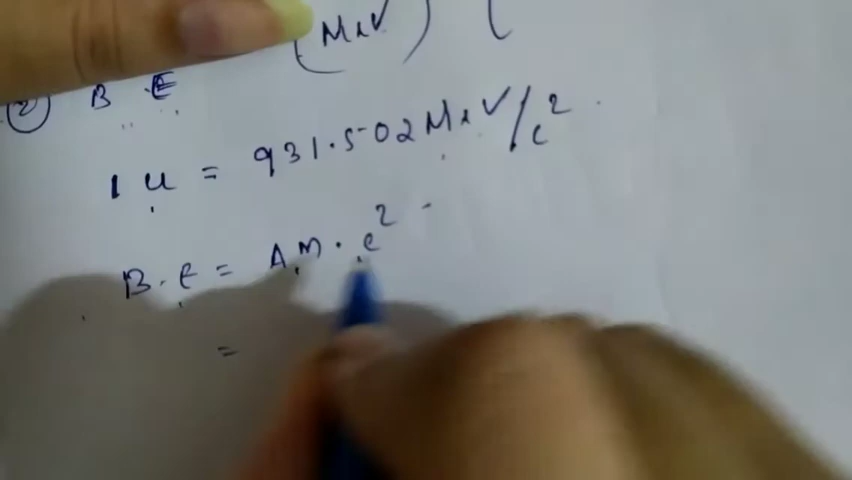 (MeV) (
② B E
1 u = 931.502 MeV/c²
B.E = ΔM.c²
=